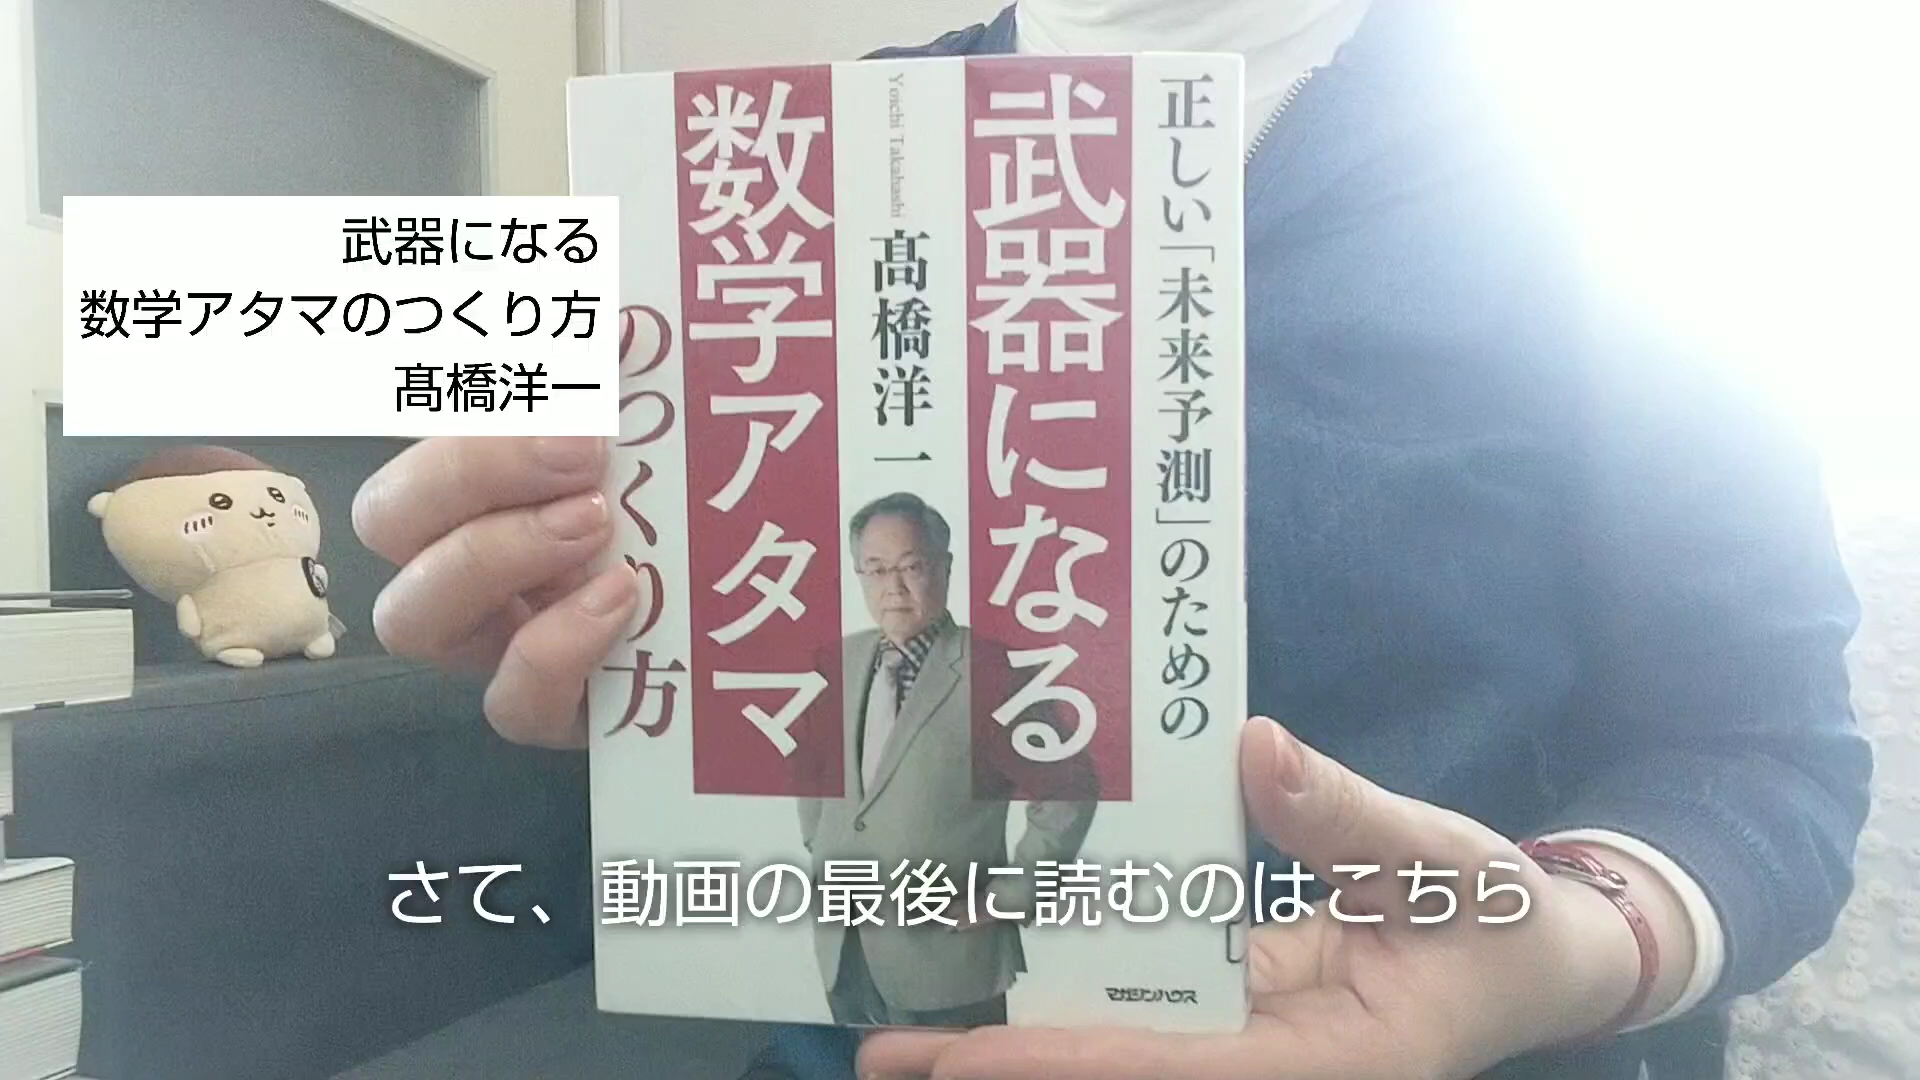 武器になる
数学アタマのつくり方
髙橋洋一
正しい「未来予測」のための
武器になる
Yoichi Takahashi
髙橋洋一
数学アタマ
のつくり方
マガジンハウス
さて、動画の最後に読むのはこちら